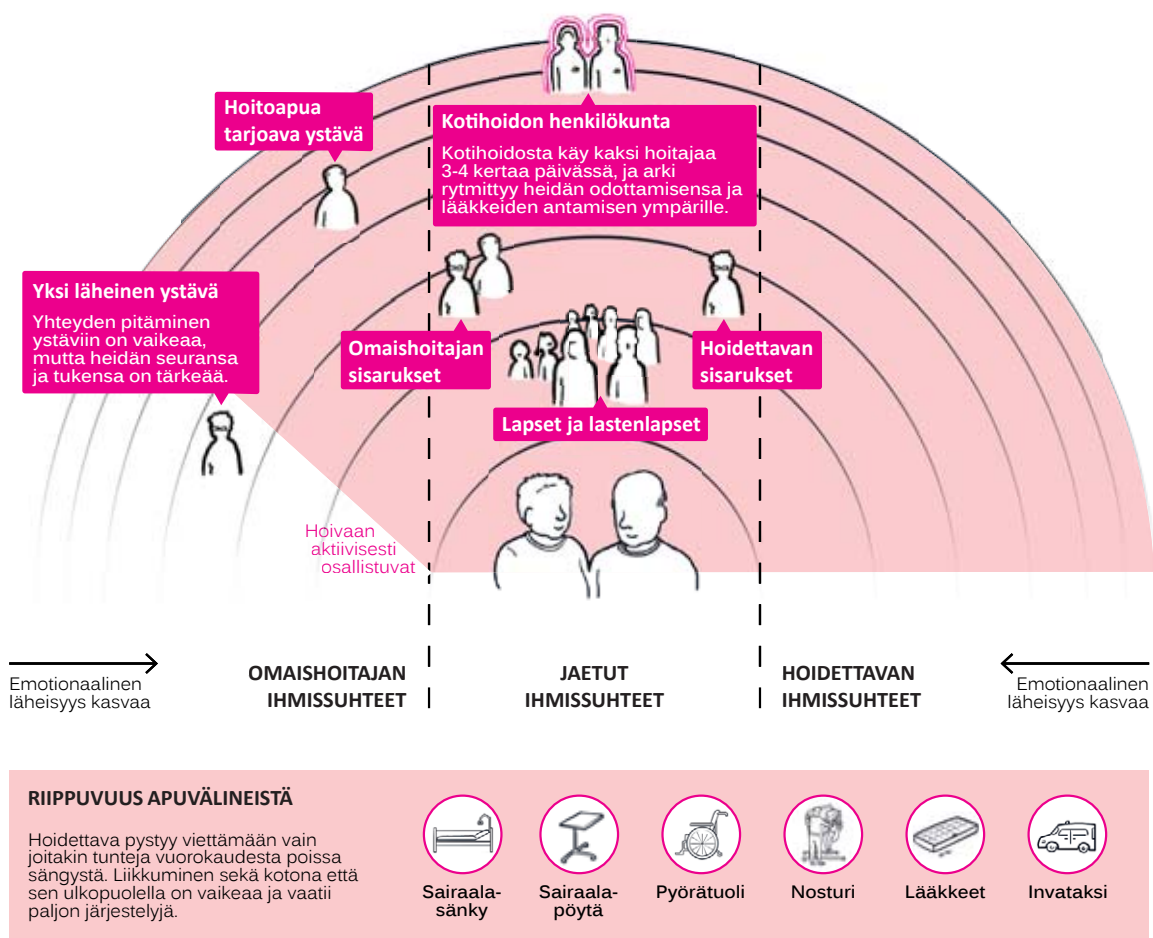 Hoitoapua
tarjoava ystävä
Kotihoidon henkilökunta
Kotihoidosta käy kaksi hoitajaa
3-4 kertaa päivässä, ja arki
rytmittyy heidän odottamisensa ja
lääkkeiden antamisen ympärille.
Yksi läheinen ystävä
Yhteyden pitäminen
ystäviin on vaikeaa,
mutta heidän seuransa
ja tukensa on tärkeää.
Omaishoitajan
sisarukset
Hoidettavan
sisarukset
Lapset ja lastenlapset
Hoivaan
aktiivisesti
osallistuvat
Emotionaalinen
läheisyys kasvaa
OMAISHOITAJAN
IHMISSUHTEET
JAETUT
IHMISSUHTEET
HOIDETTAVAN
IHMISSUHTEET
Emotionaalinen
läheisyys kasvaa
RIIPPUVUUS APUVÄLINEISTÄ
Hoidettava pystyy viettämään vain
joitakin tunteja vuorokaudesta poissa
sängystä. Liikkuminen sekä kotona että
sen ulkopuolella on vaikeaa ja vaatii
paljon järjestelyjä.
Sairaala-
sänky
Sairaala-
pöytä
Pyörätuoli
Nosturi
Lääkkeet
Invataksi